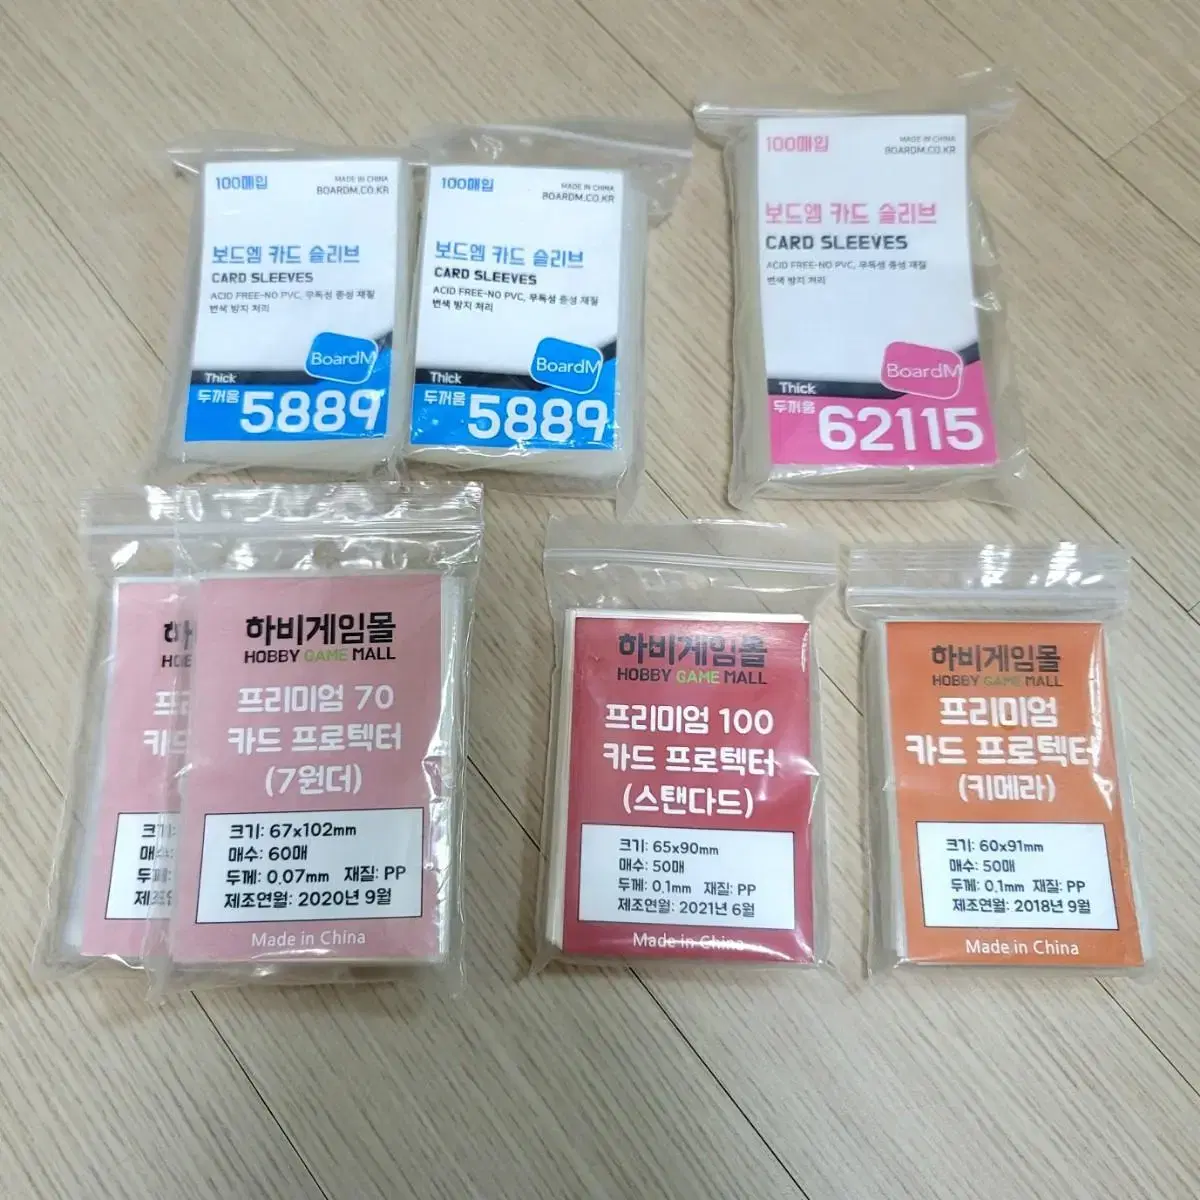 100매입
MADE IN CHINA
BOARDM.CO.KR
보드엠 카드 슬리브
CARD SLEEVES
ACID FREE-NO PVC, 무독성 중성 재질
변색 방지 처리
BoardM
Thick
두꺼움 5889
100매입
MADE IN CHINA
BOARDM.CO.KR
보드엠 카드 슬리브
CARD SLEEVES
ACID FREE-NO PVC, 무독성 중성 재질
변색 방지 처리
BoardM
Thick
두꺼움 5889
100매입
MADE IN CHINA
BOARDM.CO.KR
보드엠 카드 슬리브
CARD SLEEVES
ACID FREE-NO PVC, 무독성 중성 재질
변색 방지 처리
BoardM
Thick
두꺼움 62115
하비게임몰
HOBBY GAME MALL
프리미엄 70
카드 프로텍터
(7원더)
크기: 67x102mm
매수: 60매
두께: 0.07mm 재질: PP
제조연월: 2020년 9월
Made in China
하비게임몰
HOBBY GAME MALL
프리미엄 100
카드 프로텍터
(스탠다드)
크기: 65x90mm
매수: 50매
두께: 0.1mm 재질: PP
제조연월: 2021년 6월
Made in China
하비게임몰
HOBBY GAME MALL
프리미엄
카드 프로텍터
(키메라)
크기: 60x91mm
매수: 50매
두께: 0.1mm 재질: PP
제조연월: 2018년 9월
Made in China